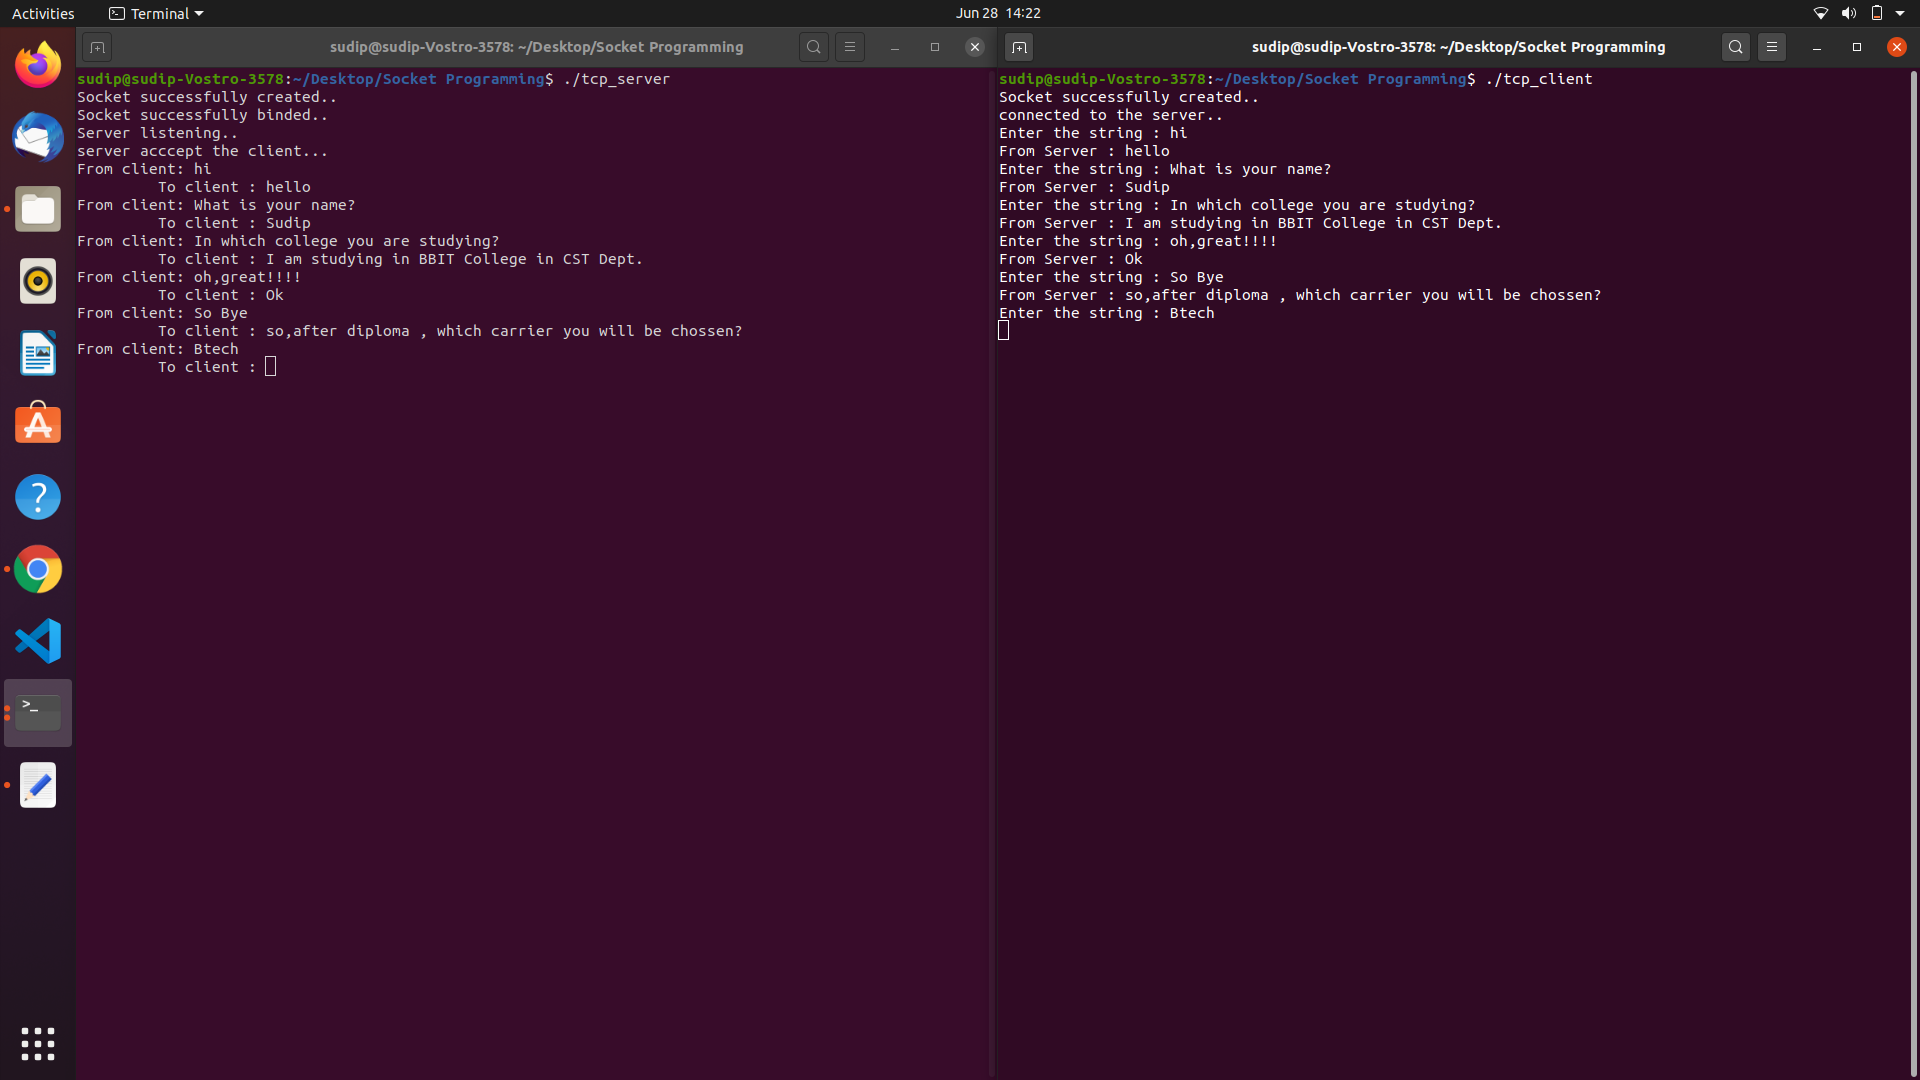 Activities
Terminal
Jun 28 14:22
sudip@sudip-Vostro-3578: ~/Desktop/Socket Programming
sudip@sudip-Vostro-3578:~/Desktop/Socket Programming$ ./tcp_server
Socket successfully created..
Socket successfully binded..
Server listening..
server acccept the client...
From client: hi
To client : hello
From client: What is your name?
To client : Sudip
From client: In which college you are studying?
To client : I am studying in BBIT College in CST Dept.
From client: oh,great!!!!
To client : Ok
From client: So Bye
To client : so,after diploma , which carrier you will be chossen?
From client: Btech
To client :
sudip@sudip-Vostro-3578: ~/Desktop/Socket Programming
sudip@sudip-Vostro-3578:~/Desktop/Socket Programming$ ./tcp_client
Socket successfully created..
connected to the server..
Enter the string : hi
From Server : hello
Enter the string : What is your name?
From Server : Sudip
Enter the string : In which college you are studying?
From Server : I am studying in BBIT College in CST Dept.
Enter the string : oh,great!!!!
From Server : Ok
Enter the string : So Bye
From Server : so,after diploma , which carrier you will be chossen?
Enter the string : Btech